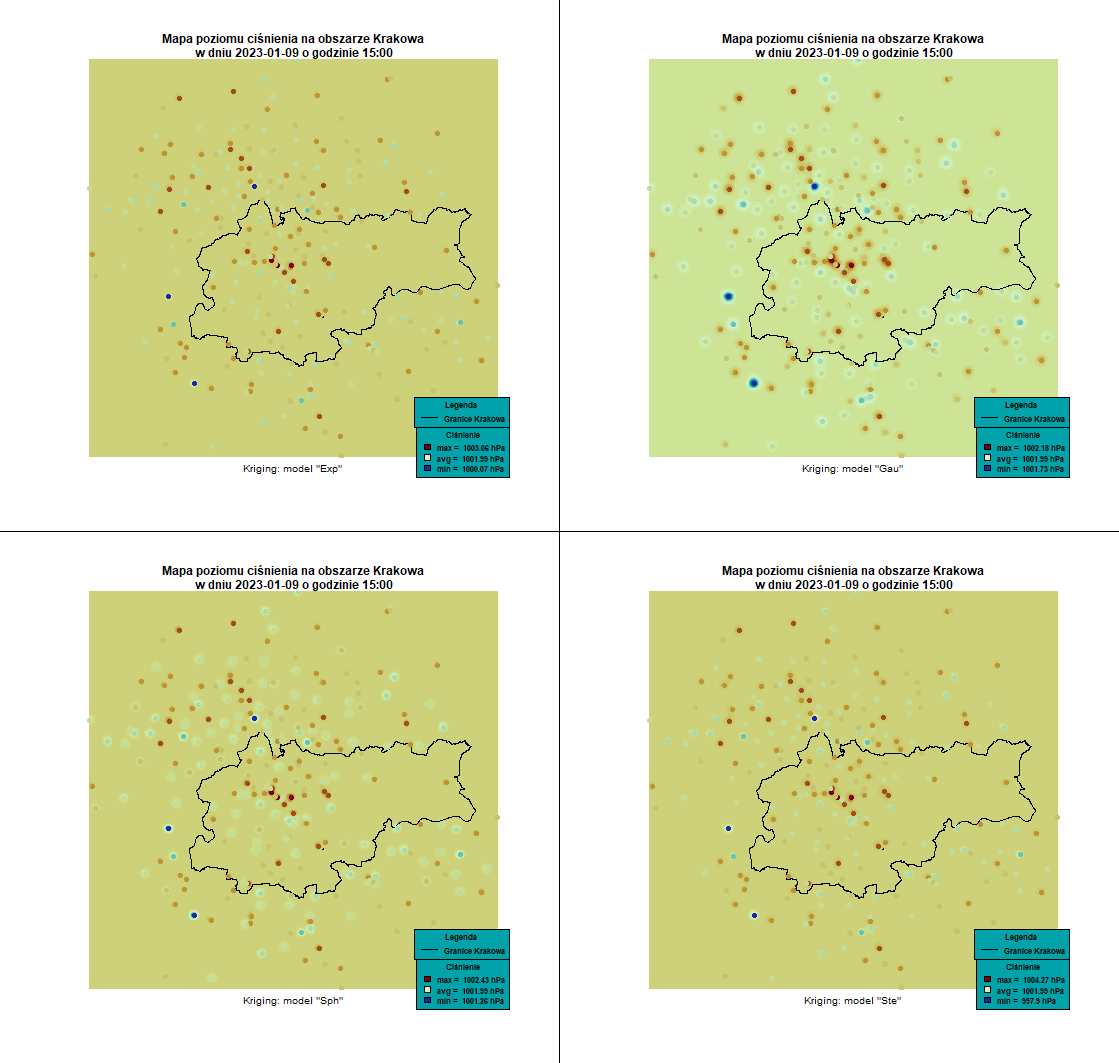 Mapa poziomu ciśnienia na obszarze Krakowa
w dniu 2023-01-09 o godzinie 15:00
Legenda
Granice Krakowa
Ciśnienie
max = 1003.06 hPa
avg = 1001.99 hPa
min = 1000.07 hPa
Kriging: model "Exp"
Mapa poziomu ciśnienia na obszarze Krakowa
w dniu 2023-01-09 o godzinie 15:00
Legenda
Granice Krakowa
Ciśnienie
max = 1002.18 hPa
avg = 1001.99 hPa
min = 1001.73 hPa
Kriging: model "Gau"
Mapa poziomu ciśnienia na obszarze Krakowa
w dniu 2023-01-09 o godzinie 15:00
Legenda
Granice Krakowa
Ciśnienie
max = 1002.43 hPa
avg = 1001.99 hPa
min = 1001.26 hPa
Kriging: model "Sph"
Mapa poziomu ciśnienia na obszarze Krakowa
w dniu 2023-01-09 o godzinie 15:00
Legenda
Granice Krakowa
Ciśnienie
max = 1004.27 hPa
avg = 1001.99 hPa
min = 997.9 hPa
Kriging: model "Ste"